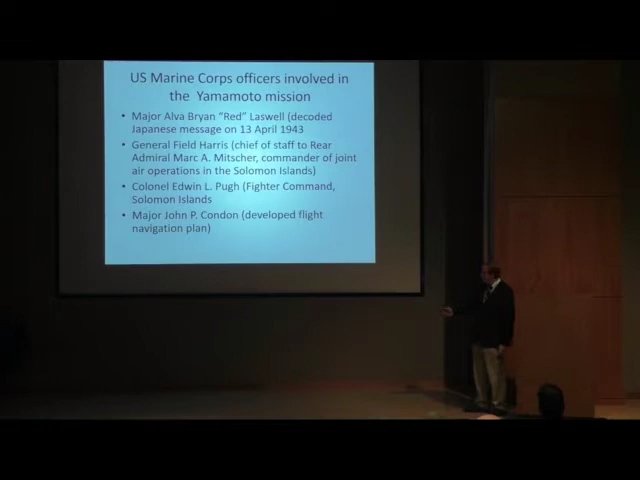 US Marine Corps officers involved in
the Yamamoto mission
• Major Alva Bryan “Red” Laswell (decoded
Japanese message on 13 April 1943
• General Field Harris (chief of staff to Rear
Admiral Marc A. Mitscher, commander of joint
air operations in the Solomon Islands)
• Colonel Edwin L. Pugh (Fighter Command,
Solomon Islands
• Major John P. Condon (developed flight
navigation plan)